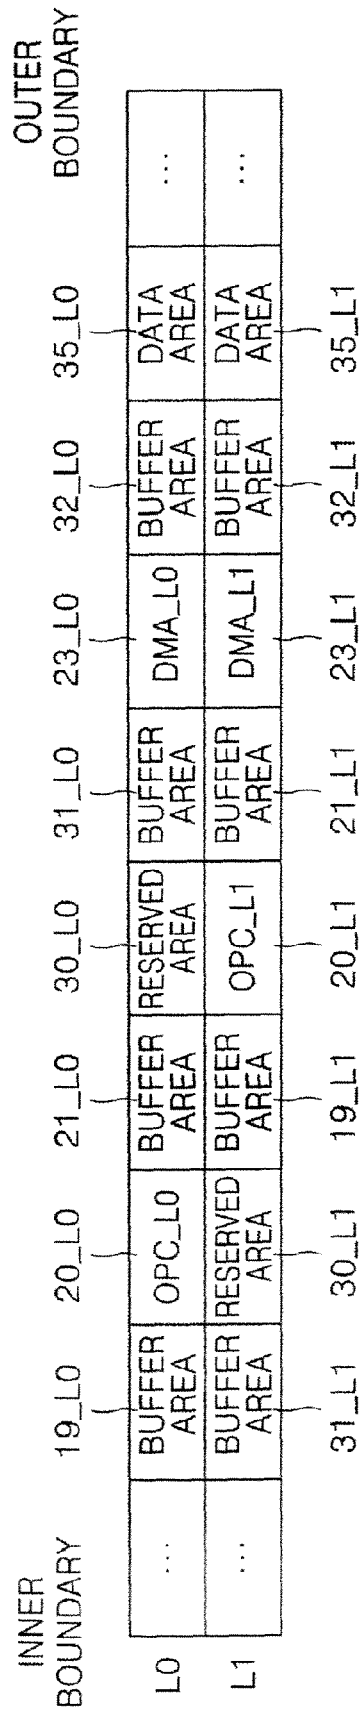 INNER
BOUNDARY
OUTER
BOUNDARY
19_L0 20_L0 21_L0 30_L0 31_L0 23_L0 32_L0 35_L0
L0 ... BUFFER AREA OPC_L0 BUFFER AREA RESERVED AREA BUFFER AREA DMA_L0 BUFFER AREA DATA AREA ...
L1 ... BUFFER AREA RESERVED AREA BUFFER AREA OPC_L1 BUFFER AREA DMA_L1 BUFFER AREA DATA AREA ...
31_L1 30_L1 19_L1 20_L1 21_L1 23_L1 32_L1 35_L1